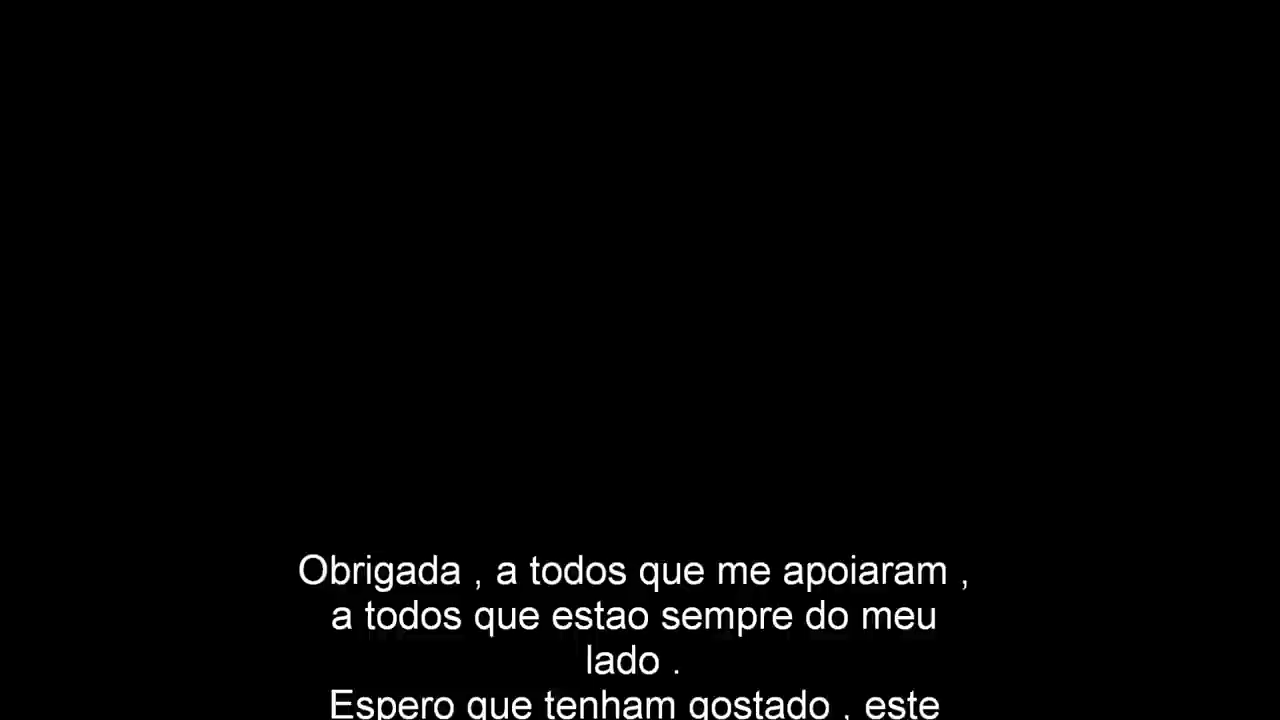 Obrigada , a todos que me apoiaram ,
a todos que estao sempre do meu
lado .
Espero que tenham gostado , este